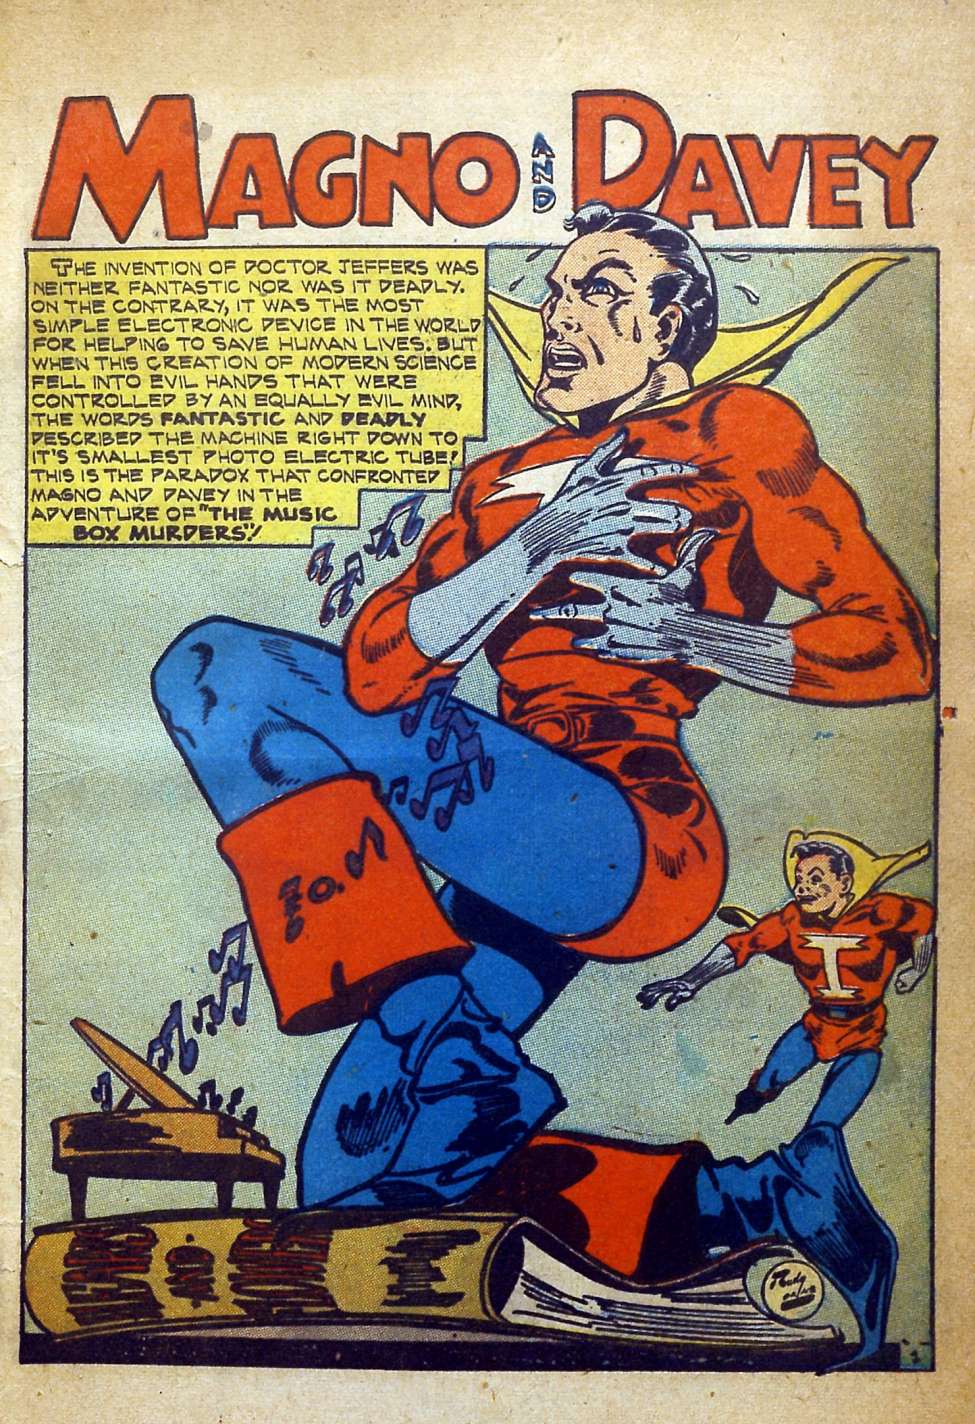 MAGNO AND DAVEY
THE INVENTION OF DOCTOR JEFFERS WAS
NEITHER FANTASTIC NOR WAS IT DEADLY.
ON THE CONTRARY, IT WAS THE MOST
SIMPLE ELECTRONIC DEVICE IN THE WORLD
FOR HELPING TO SAVE HUMAN LIVES. BUT
WHEN THIS CREATION OF MODERN SCIENCE
FELL INTO EVIL HANDS THAT WERE
CONTROLLED BY AN EQUALLY EVIL MIND,
THE WORDS FANTASTIC AND DEADLY
DESCRIBED THE MACHINE RIGHT DOWN TO
IT'S SMALLEST PHOTO ELECTRIC TUBE!
THIS IS THE PARADOX THAT CONFRONTED
MAGNO AND DAVEY IN THE
ADVENTURE OF "THE MUSIC
BOX MURDERS"!
I
Rudy